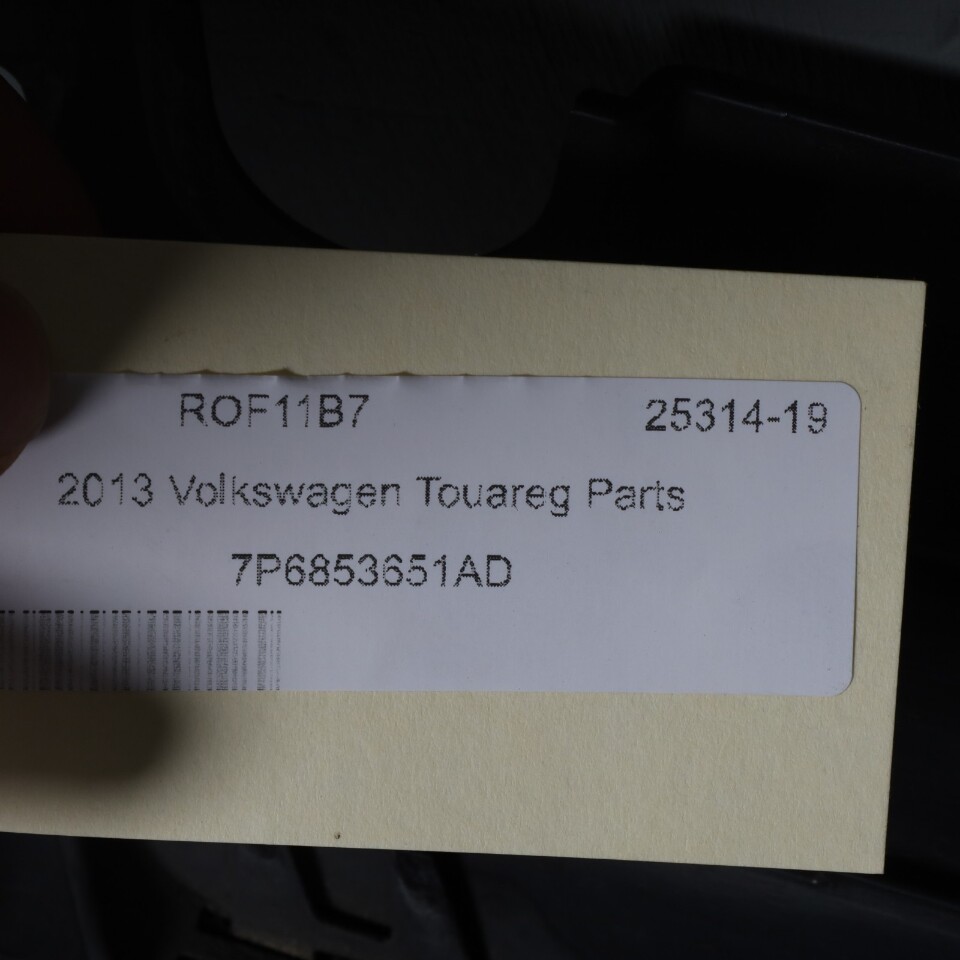 ROF11B7 25314-19
2013 Volkswagen Touareg Parts
7P6853651AD